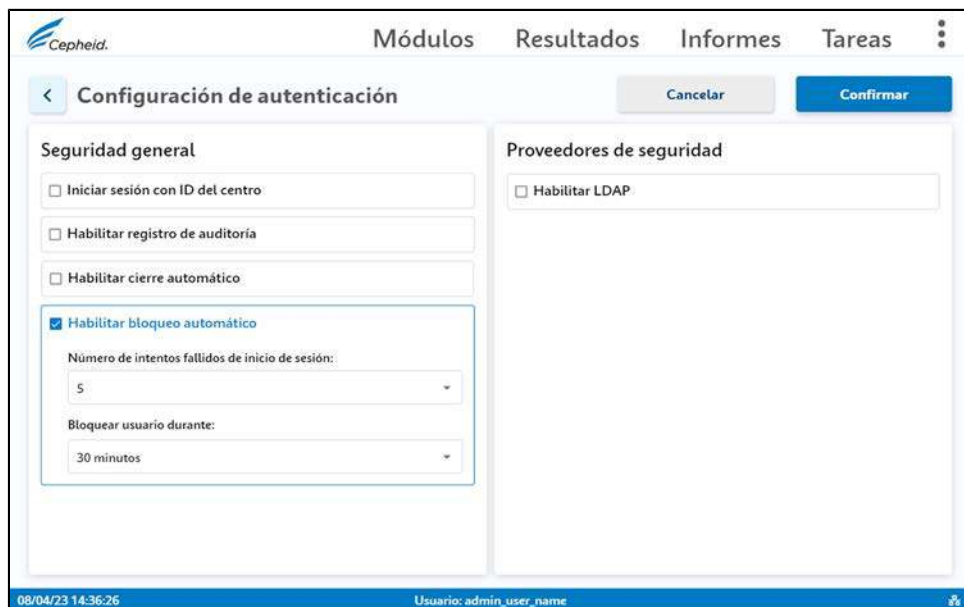 Cepheid.
Módulos Resultados Informes Tareas
Configuración de autenticación
Cancelar
Confirmar
Seguridad general
Iniciar sesión con ID del centro
Habilitar registro de auditoría
Habilitar cierre automático
Habilitar bloqueo automático
Número de intentos fallidos de inicio de sesión:
5
Bloquear usuario durante:
30 minutos
Proveedores de seguridad
Habilitar LDAP
08/04/23 14:36:26
Usuario: admin_user_name